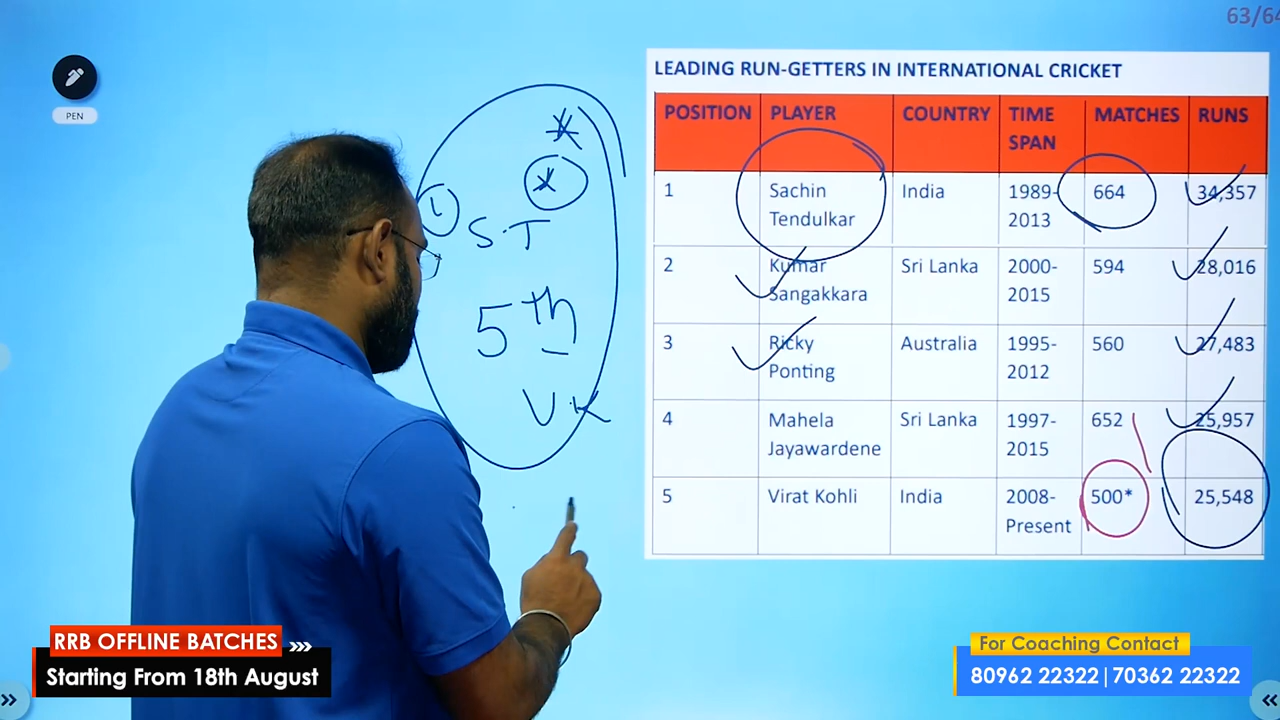 63/64
PEN
LEADING RUN-GETTERS IN INTERNATIONAL CRICKET
POSITION PLAYER COUNTRY TIME SPAN MATCHES RUNS
1 Sachin Tendulkar India 1989-2013 664 34,357
2 Kumar Sangakkara Sri Lanka 2000-2015 594 28,016
3 Ricky Ponting Australia 1995-2012 560 27,483
4 Mahela Jayawardene Sri Lanka 1997-2015 652 25,957
5 Virat Kohli India 2008-Present 500* 25,548
1
S.T
5th
V.K
RRB OFFLINE BATCHES »»
Starting From 18th August
For Coaching Contact
80962 22322|70362 22322